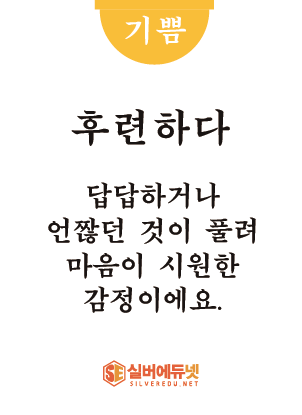 기쁨
후련하다
답답하거나
언짢던 것이 풀려
마음이 시원한
감정이에요.
SE 실버에듀넷
SILVEREDU.NET